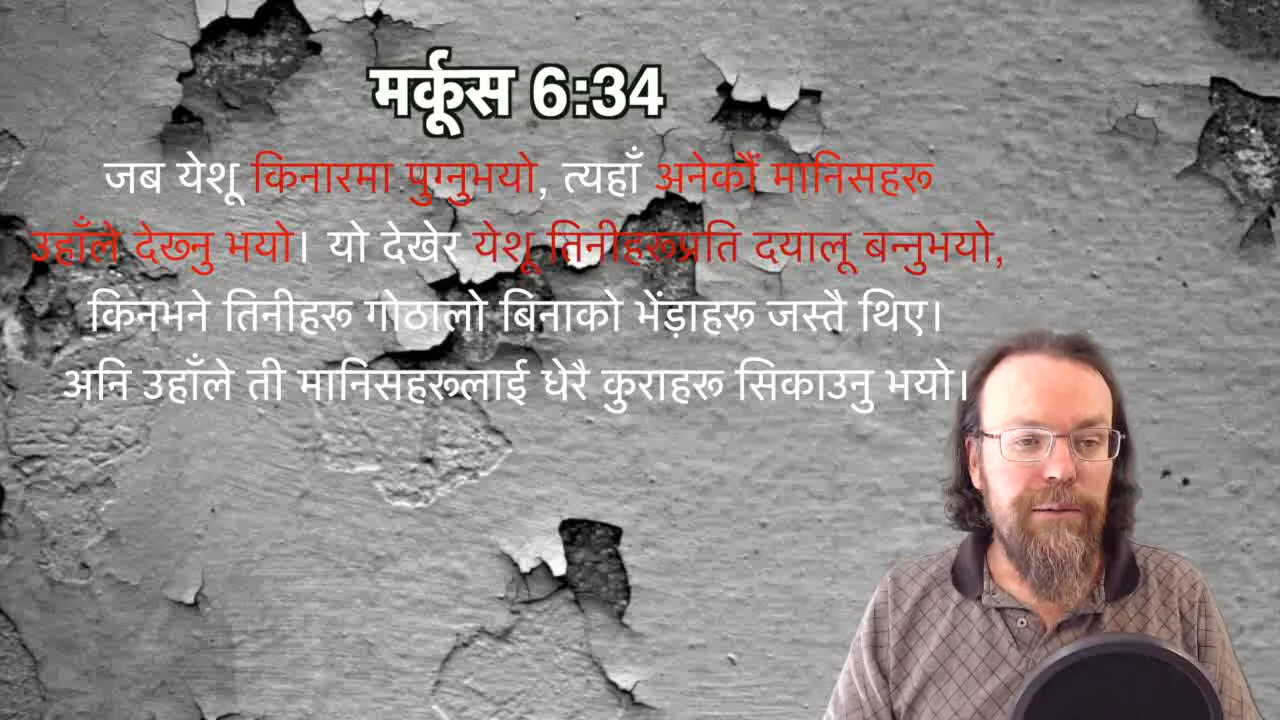 मर्कूस 6:34
जब येशू किनारमा पुग्नुभयो, त्यहाँ अनेकौं मानिसहरू
उहाँले देख्नु भयो। यो देखेर येशू तिनीहरूप्रति दयालू बन्नुभयो,
किनभने तिनीहरू गोठालो बिनाको भेंड़ाहरू जस्तै थिए।
अनि उहाँले ती मानिसहरूलाई धेरै कुराहरू सिकाउनु भयो।